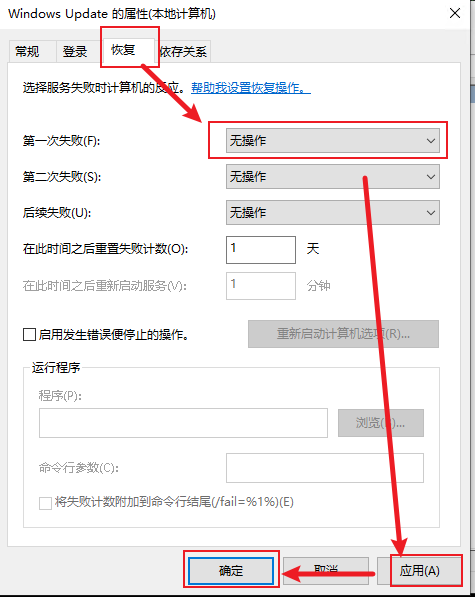 Windows Update 的属性(本地计算机)
常规 登录 恢复 依存关系
选择服务失败时计算机的反应。帮助我设置恢复操作。
第一次失败(F): 无操作
第二次失败(S): 无操作
后续失败(U): 无操作
在此时间之后重置失败计数(O): 1 天
在此时间之后重新启动服务(V): 1 分钟
启用发生错误便停止的操作。 重新启动计算机选项(R)...
运行程序
程序(P):
浏览(B)...
命令行参数(C):
将失败计数附加到命令行结尾(/fail=%1%)(E)
确定 取消 应用(A)